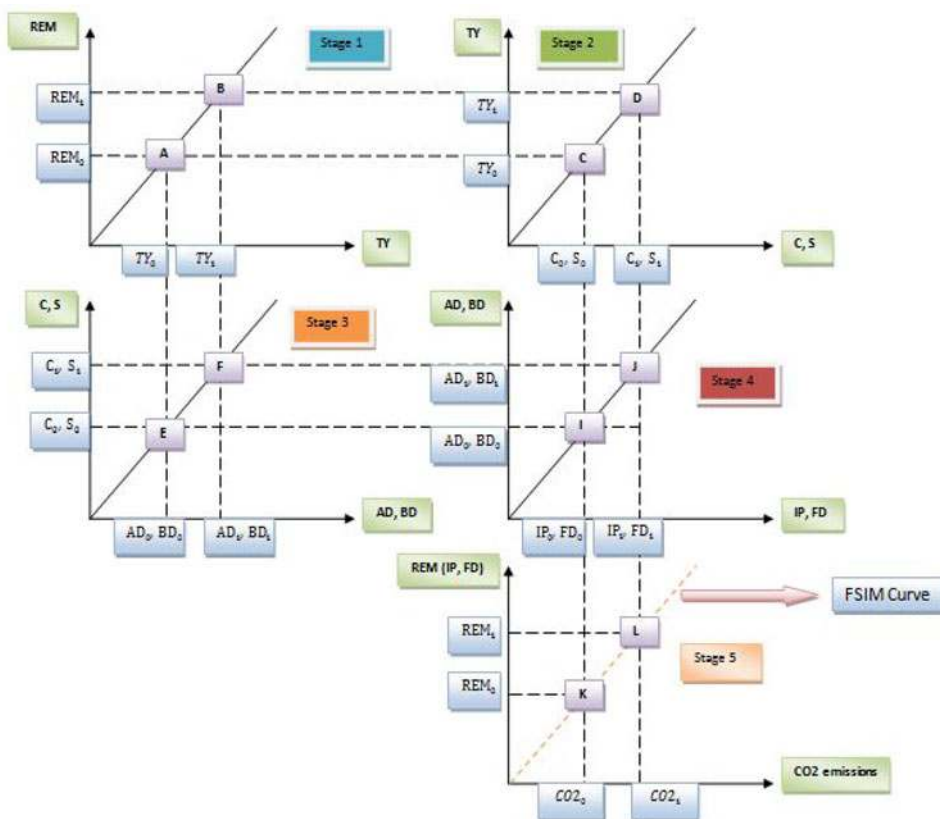 REM
Stage 1
REM₁
B
REM₀
A
TY₀
TY₁
TY
TY
Stage 2
TY₁
D
TY₀
C
C₀, S₀
C₁, S₁
C, S
C, S
Stage 3
C₁, S₁
F
C₀, S₀
E
AD₀, BD₀
AD₁, BD₁
AD, BD
AD, BD
J
Stage 4
AD₁, BD₁
I
AD₀, BD₀
IP₀, FD₀
IP₁, FD₁
IP, FD
REM (IP, FD)
FSIM Curve
REM₁
L
Stage 5
REM₀
K
CO2₀
CO2₁
CO2 emissions